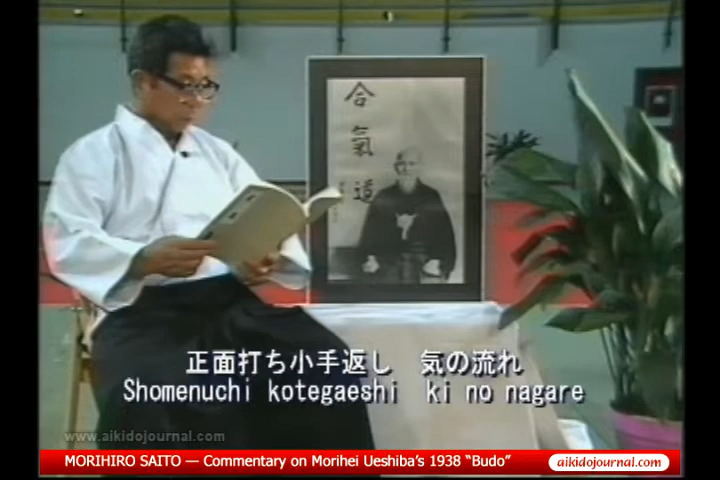 合
氣
道
正面打ち小手返し 気の流れ
Shomenuchi kotegaeshi ki no nagare
www.aikidojournal.com
MORIHIRO SAITO — Commentary on Morihei Ueshiba's 1938 “Budo”
aikidojournal.com